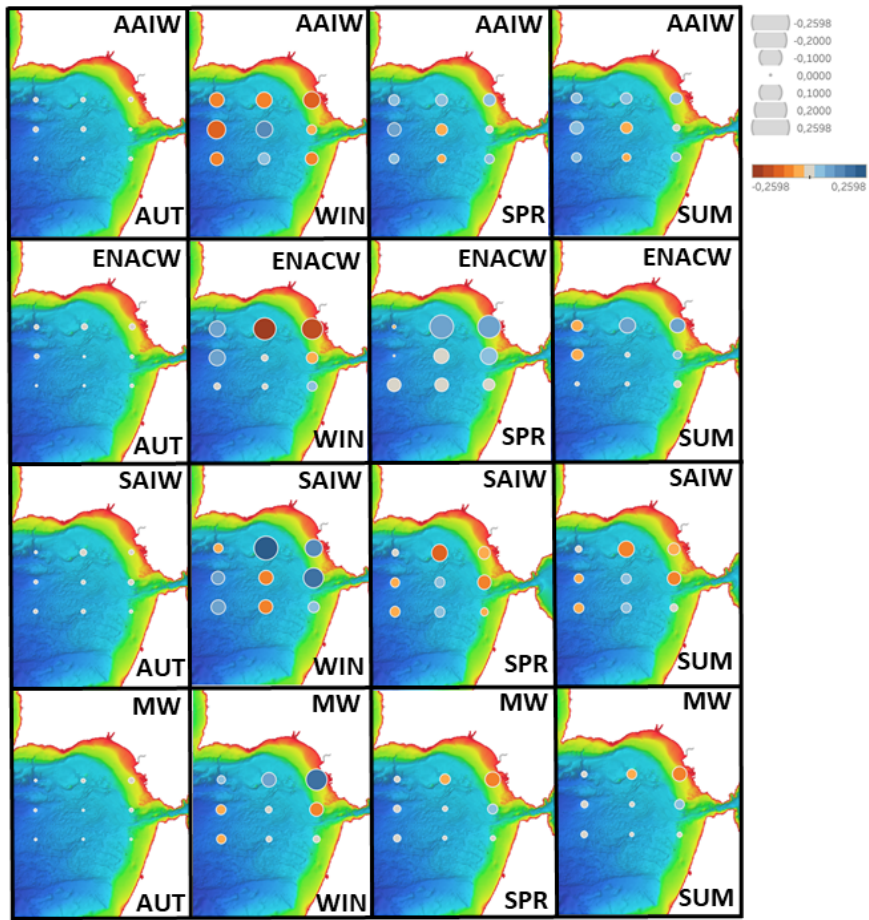 AAIW AAIW AAIW AAIW
AUT WIN SPR SUM
ENACW ENACW ENACW ENACW
AUT WIN SPR SUM
SAIW SAIW SAIW SAIW
AUT WIN SPR SUM
MW MW MW MW
AUT WIN SPR SUM
-0,2598
-0,2000
-0,1000
0,0000
0,1000
0,2000
0,2598
-0,2598 0,2598